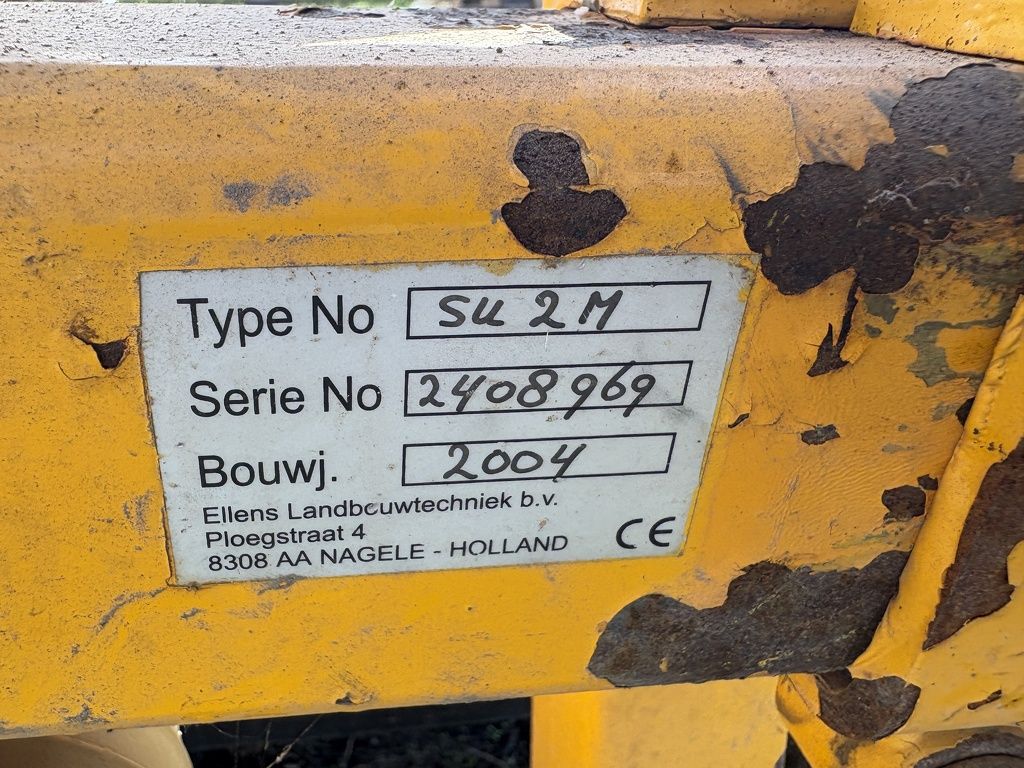 Type No SU 2M
Serie No 2408969
Bouwj. 2004
Ellens Landbouwtechniek b.v.
Ploegstraat 4
8308 AA NAGELE - HOLLAND CE